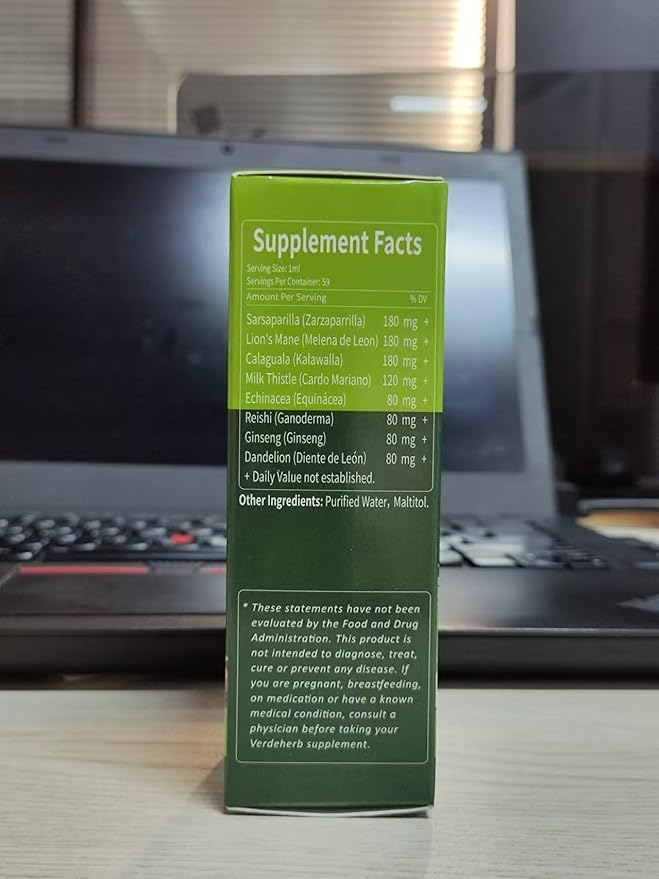 Supplement Facts
Serving Size: 1ml
Servings Per Container: 59
Amount Per Serving % DV
Sarsaparilla (Zarzaparrilla) 180 mg +
Lion's Mane (Melena de Leon) 180 mg +
Calaguala (Kalawalla) 180 mg +
Milk Thistle (Cardo Mariano) 120 mg +
Echinacea (Equinácea) 80 mg +
Reishi (Ganoderma) 80 mg +
Ginseng (Ginseng) 80 mg +
Dandelion (Diente de León) 80 mg +
+ Daily Value not established.
Other Ingredients: Purified Water, Maltitol.
* These statements have not been
evaluated by the Food and Drug
Administration. This product is
not intended to diagnose, treat,
cure or prevent any disease. If
you are pregnant, breastfeeding,
on medication or have a known
medical condition, consult a
physician before taking your
Verdeherb supplement.